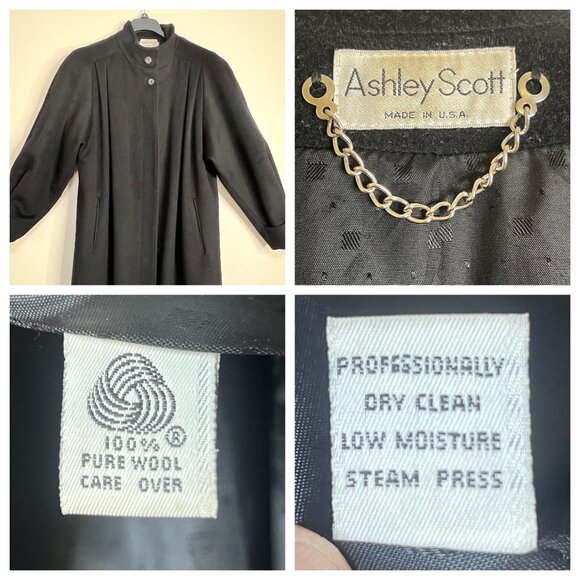 Ashley Scott
MADE IN U.S.A.
100% ®
PURE WOOL
CARE OVER
PROFESSIONALLY
DRY CLEAN
LOW MOISTURE
STEAM PRESS